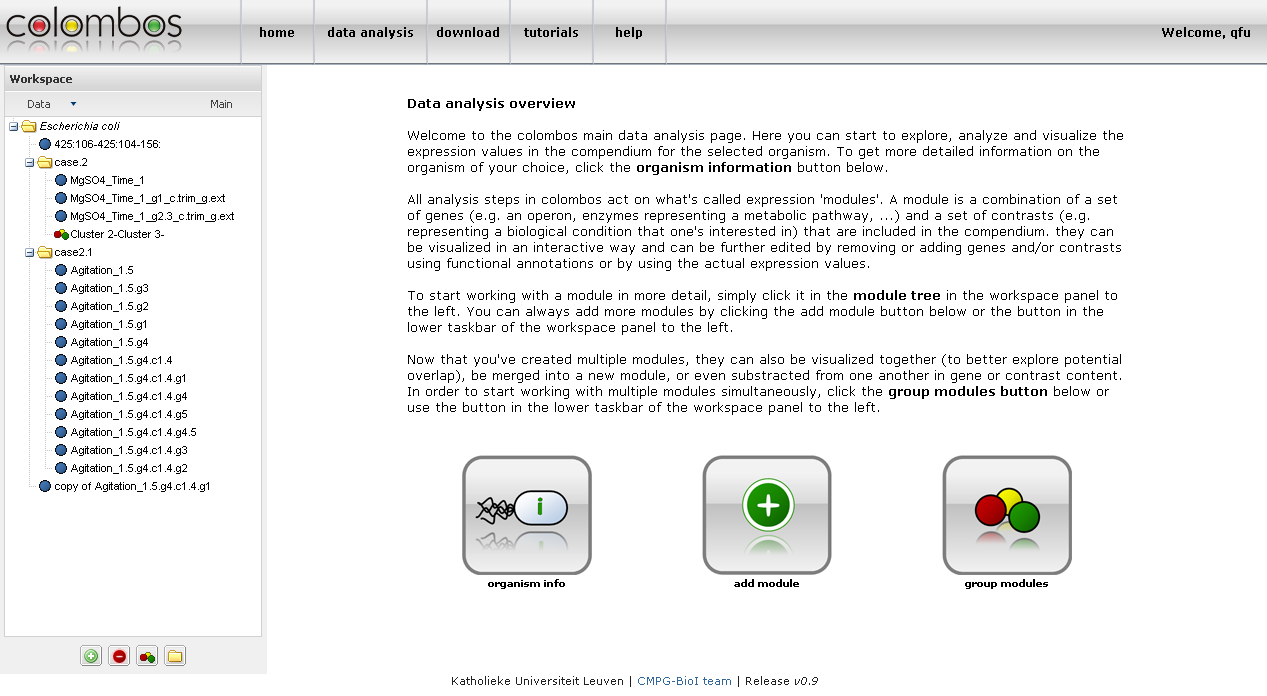 colombos
home
data analysis
download
tutorials
help
Welcome, qfu
Workspace
Data
Main
Escherichia coli
425:106-425:104-156:
case.2
MgSO4_Time_1
MgSO4_Time_1_g1_c.trim_g.ext
MgSO4_Time_1_g2.3_c.trim_g.ext
Cluster 2-Cluster 3-
case2.1
Agitation_1.5
Agitation_1.5.g3
Agitation_1.5.g2
Agitation_1.5.g1
Agitation_1.5.g4
Agitation_1.5.g4.c1.4
Agitation_1.5.g4.c1.4.g1
Agitation_1.5.g4.c1.4.g4
Agitation_1.5.g4.c1.4.g5
Agitation_1.5.g4.c1.4.g4.5
Agitation_1.5.g4.c1.4.g3
Agitation_1.5.g4.c1.4.g2
copy of Agitation_1.5.g4.c1.4.g1
Data analysis overview
Welcome to the colombos main data analysis page. Here you can start to explore, analyze and visualize the
expression values in the compendium for the selected organism. To get more detailed information on the
organism of your choice, click the organism information button below.
All analysis steps in colombos act on what's called expression 'modules'. A module is a combination of a set
of genes (e.g. an operon, enzymes representing a metabolic pathway, ...) and a set of contrasts (e.g.
representing a biological condition that one's interested in) that are included in the compendium. they can
be visualized in an interactive way and can be further edited by removing or adding genes and/or contrasts
using functional annotations or by using the actual expression values.
To start working with a module in more detail, simply click it in the module tree in the workspace panel to
the left. You can always add more modules by clicking the add module button below or the button in the
lower taskbar of the workspace panel to the left.
Now that you've created multiple modules, they can also be visualized together (to better explore potential
overlap), be merged into a new module, or even substracted from one another in gene or contrast content.
In order to start working with multiple modules simultaneously, click the group modules button below or
use the button in the lower taskbar of the workspace panel to the left.
i
organism info
add module
group modules
Katholieke Universiteit Leuven | CMPG-BioI team | Release v0.9